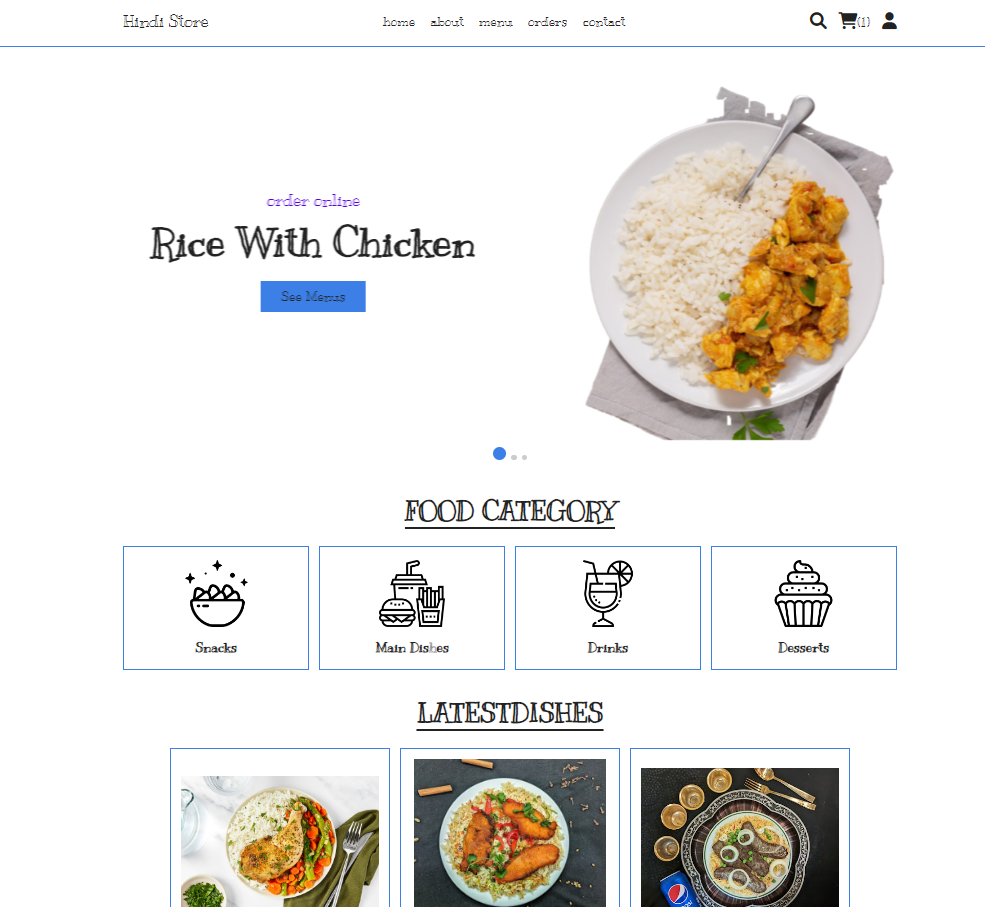 Hindi Store
home about menu orders contact
(1)
order online
Rice With Chicken
See Menus
FOOD CATEGORY
Snacks
Main Dishes
Drinks
Desserts
LATESTDISHES